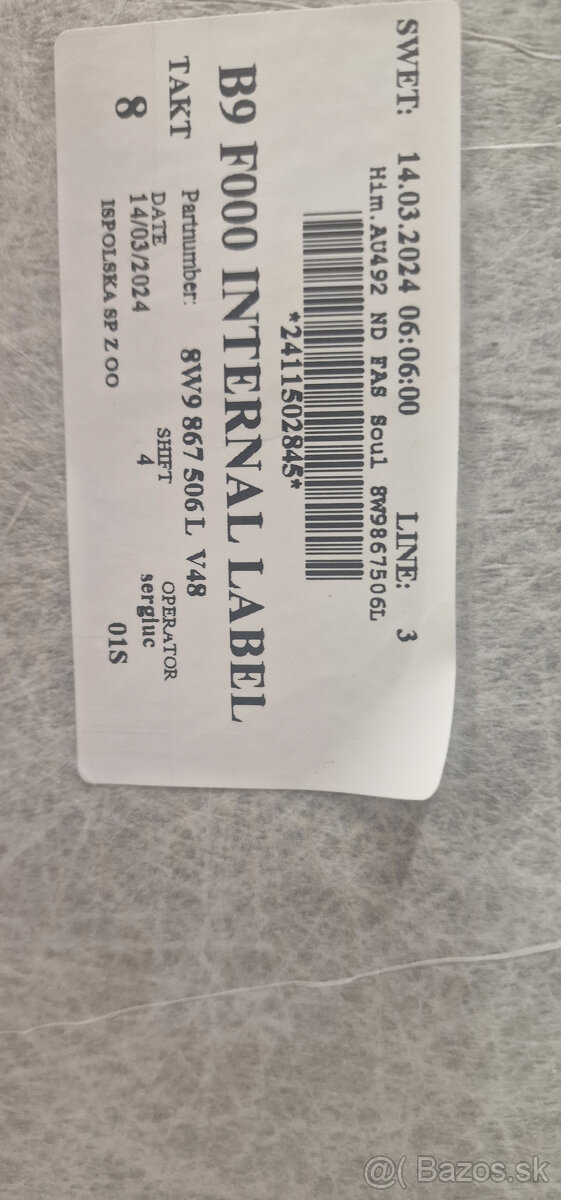 SWET: 14.03.2024 06:06:00 LINE: 3
Him.AU492 ND FAS Soul 8W9867506L
*2411502845*
B9 F000 INTERNAL LABEL
TAKT Partnumber: 8W9 867 506 L V48
8 DATE SHIFT OPERATOR
14/03/2024 4 sergiuc
ISPOLSKA SP Z OO 01S
@( Bazos.sk